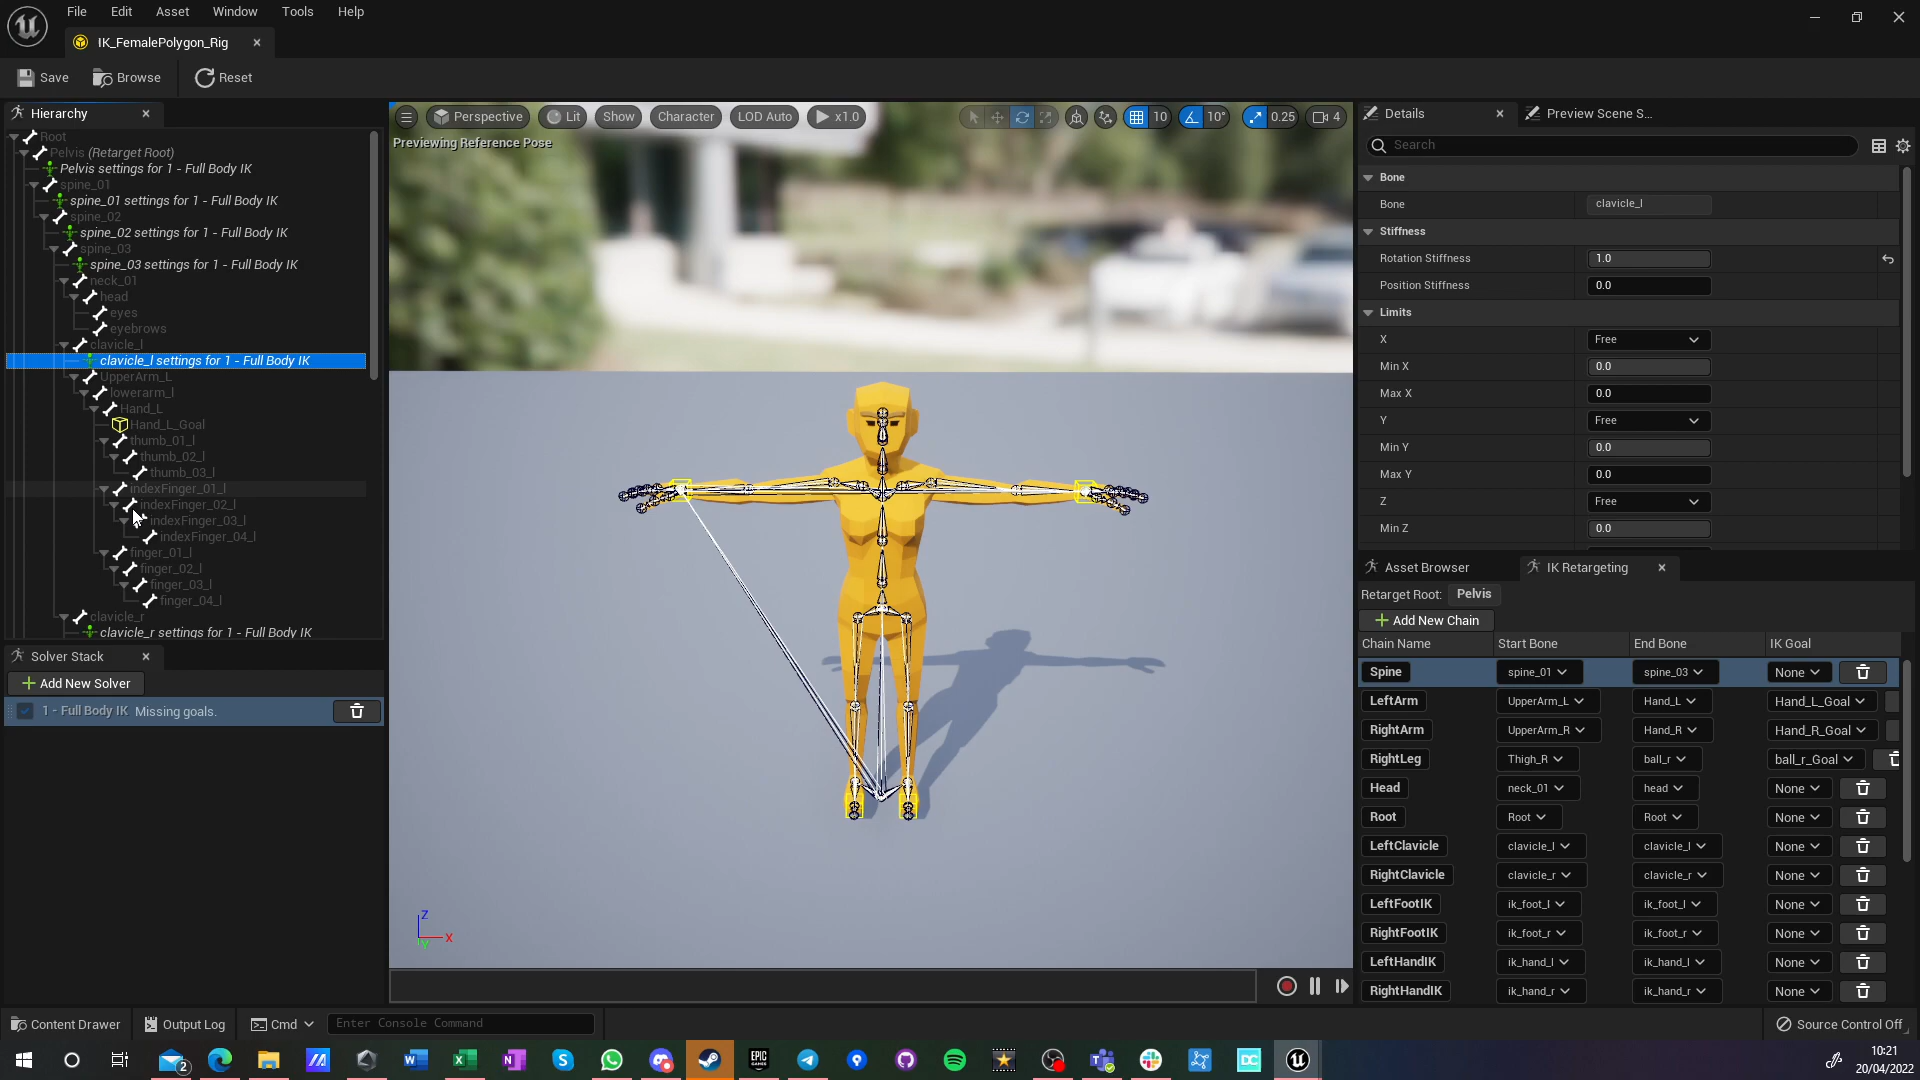 File Edit Asset Window Tools Help
IK_FemalePolygon_Rig
Save Browse Reset
Hierarchy
Root
Pelvis (Retarget Root)
Pelvis settings for 1 - Full Body IK
spine_01
spine_01 settings for 1 - Full Body IK
spine_02
spine_02 settings for 1 - Full Body IK
spine_03
spine_03 settings for 1 - Full Body IK
neck_01
head
eyes
eyebrows
clavicle_l
clavicle_l settings for 1 - Full Body IK
UpperArm_L
lowerarm_l
Hand_L
Hand_L_Goal
thumb_01_l
thumb_02_l
thumb_03_l
indexFinger_01_l
indexFinger_02_l
indexFinger_03_l
indexFinger_04_l
finger_01_l
finger_02_l
finger_03_l
finger_04_l
clavicle_r
clavicle_r settings for 1 - Full Body IK
Solver Stack
Add New Solver
1 - Full Body IK Missing goals.
Perspective Lit Show Character LOD Auto x1.0 10 10° 0.25 4
Previewing Reference Pose
Z
X
Y
Details Preview Scene S...
Search
Bone
Bone clavicle_l
Stiffness
Rotation Stiffness 1.0
Position Stiffness 0.0
Limits
X Free
Min X 0.0
Max X 0.0
Y Free
Min Y 0.0
Max Y 0.0
Z Free
Min Z 0.0
Asset Browser IK Retargeting
Retarget Root: Pelvis
Add New Chain
Chain Name Start Bone End Bone IK Goal
Spine spine_01 spine_03 None
LeftArm UpperArm_L Hand_L Hand_L_Goal
RightArm UpperArm_R Hand_R Hand_R_Goal
RightLeg Thigh_R ball_r ball_r_Goal
Head neck_01 head None
Root Root Root None
LeftClavicle clavicle_l clavicle_l None
RightClavicle clavicle_r clavicle_r None
LeftFootIK ik_foot_l ik_foot_l None
RightFootIK ik_foot_r ik_foot_r None
LeftHandIK ik_hand_l ik_hand_l None
RightHandIK ik_hand_r ik_hand_r None
Content Drawer Output Log Cmd Enter Console Command Source Control Off
2
EPIC GAMES
DC
10:21
20/04/2022